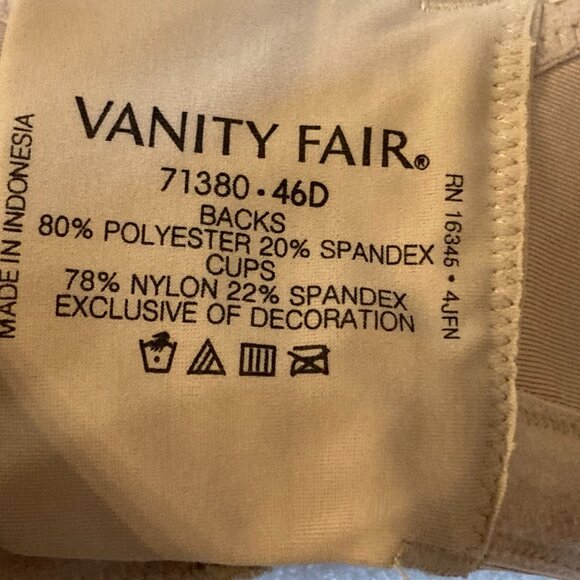 VANITY FAIR®
71380 • 46D
BACKS
80% POLYESTER 20% SPANDEX
CUPS
78% NYLON 22% SPANDEX
EXCLUSIVE OF DECORATION
MADE IN INDONESIA
RN 16345 • 4JFN